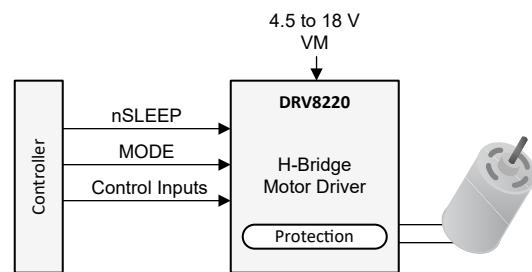 4.5 to 18 V
VM
DRV8220
nSLEEP
MODE
Control Inputs
Controller
H-Bridge
Motor Driver
Protection